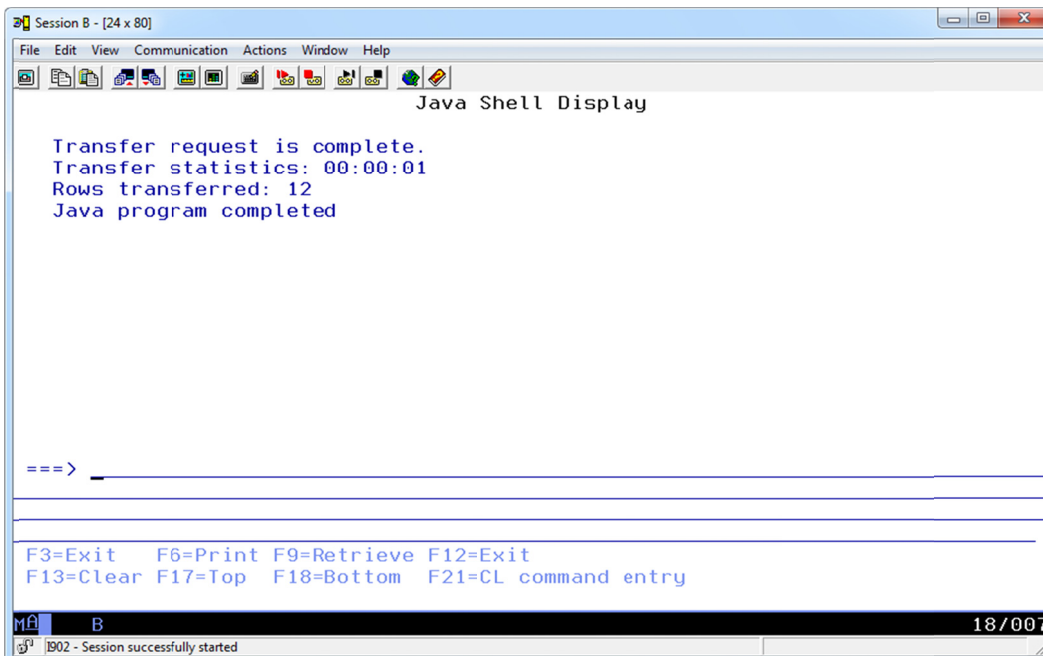 Session B - [24 x 80]
File Edit View Communication Actions Window Help
Java Shell Display
Transfer request is complete.
Transfer statistics: 00:00:01
Rows transferred: 12
Java program completed
===> _
F3=Exit F6=Print F9=Retrieve F12=Exit
F13=Clear F17=Top F18=Bottom F21=CL command entry
MA B 18/007
I902 - Session successfully started